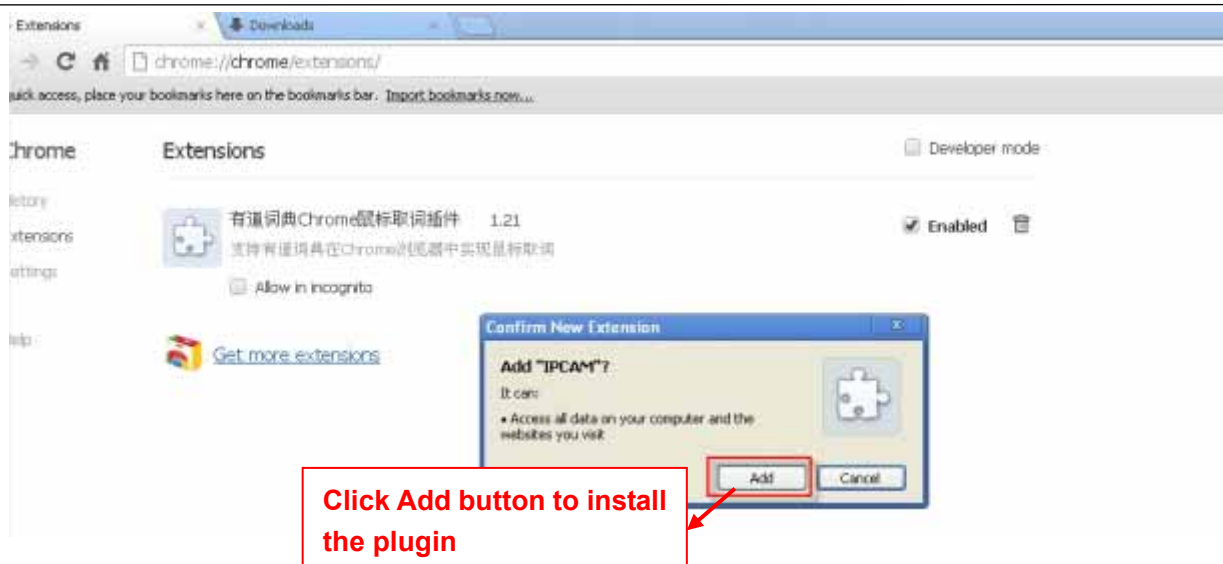 Extensions
Downloads
chrome://chrome/extensions/
uick access, place your bookmarks here on the bookmarks bar. Import bookmarks now...
hrome
Extensions
Developer mode
istory
有道词典Chrome鼠标取词插件 1.21
Enabled
xtensions
支持有道词典在Chrome浏览器中实现鼠标取词
ettings
Allow in incognito
elp
Get more extensions
Confirm New Extension
Add "IPCAM"?
It can:
• Access all data on your computer and the
websites you visit
Add
Cancel
Click Add button to install
the plugin